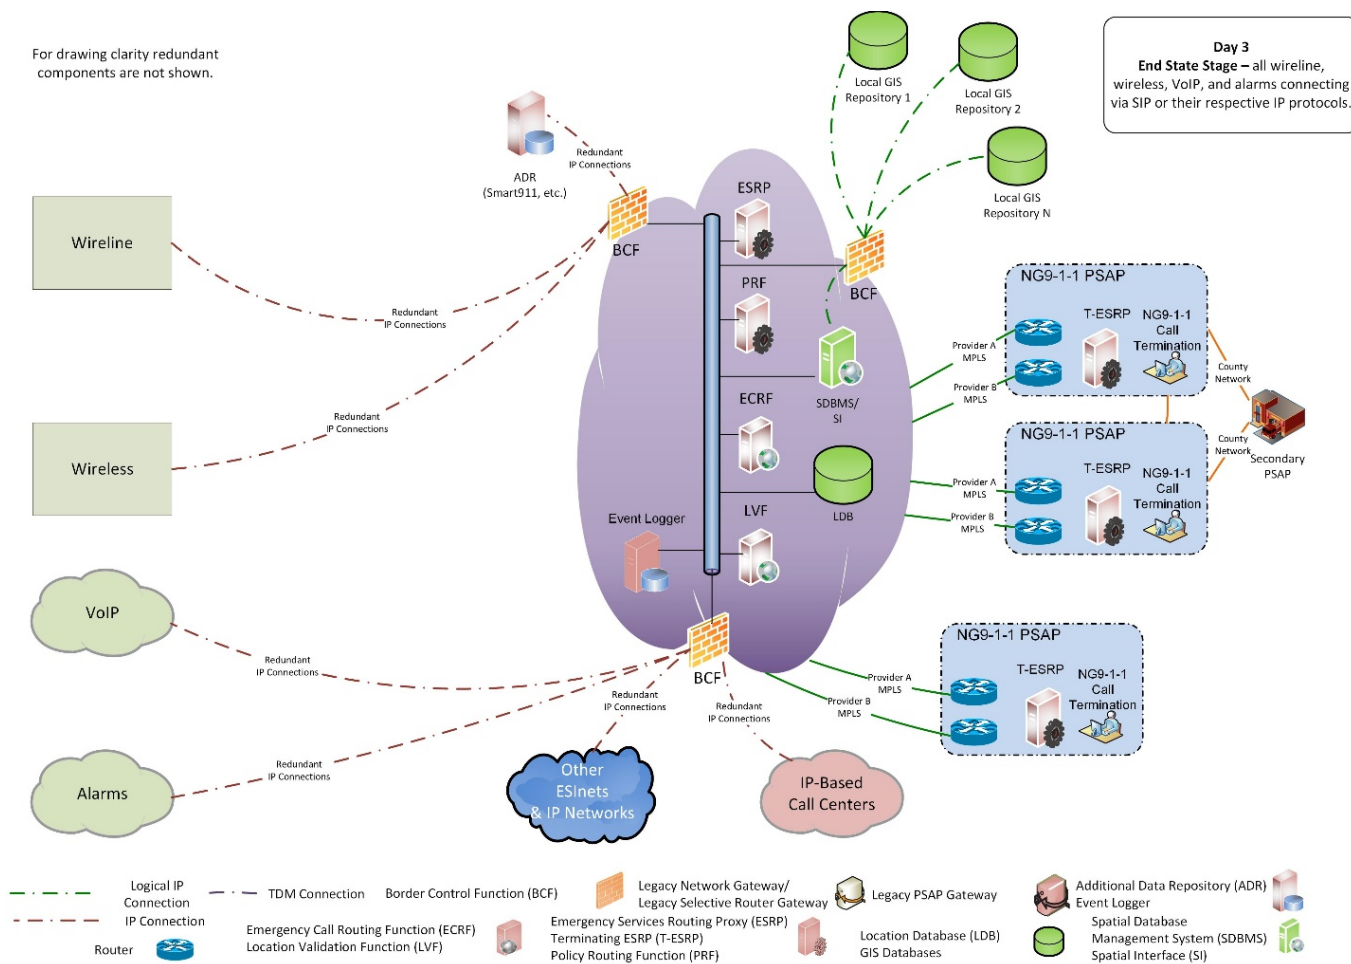 For drawing clarity redundant
components are not shown.
Day 3
End State Stage – all wireline,
wireless, VoIP, and alarms connecting
via SIP or their respective IP protocols.
Local GIS
Repository 1
Local GIS
Repository 2
Local GIS
Repository N
ADR
(Smart911, etc.)
Redundant
IP Connections
Wireline
Redundant
IP Connections
BCF
ESRP
BCF
PRF
SDBMS/
SI
ECRF
LDB
LVF
Event Logger
Wireless
Redundant
IP Connections
NG9-1-1 PSAP
T-ESRP
NG9-1-1
Call
Termination
Provider A
MPLS
Provider B
MPLS
County
Network
County
Network
Secondary
PSAP
NG9-1-1 PSAP
T-ESRP
NG9-1-1
Call
Termination
Provider A
MPLS
Provider B
MPLS
VoIP
Redundant
IP Connections
BCF
NG9-1-1 PSAP
T-ESRP
NG9-1-1
Call
Termination
Provider A
MPLS
Provider B
MPLS
Alarms
Redundant
IP Connections
Redundant
IP Connections
Redundant
IP Connections
Other
ESInets
& IP Networks
IP-Based
Call Centers
Logical IP
Connection
TDM Connection
Border Control Function (BCF)
Legacy Network Gateway/
Legacy Selective Router Gateway
Legacy PSAP Gateway
Additional Data Repository (ADR)
Event Logger
IP Connection
Router
Emergency Call Routing Function (ECRF)
Location Validation Function (LVF)
Emergency Services Routing Proxy (ESRP)
Terminating ESRP (T-ESRP)
Policy Routing Function (PRF)
Location Database (LDB)
GIS Databases
Spatial Database
Management System (SDBMS)
Spatial Interface (SI)